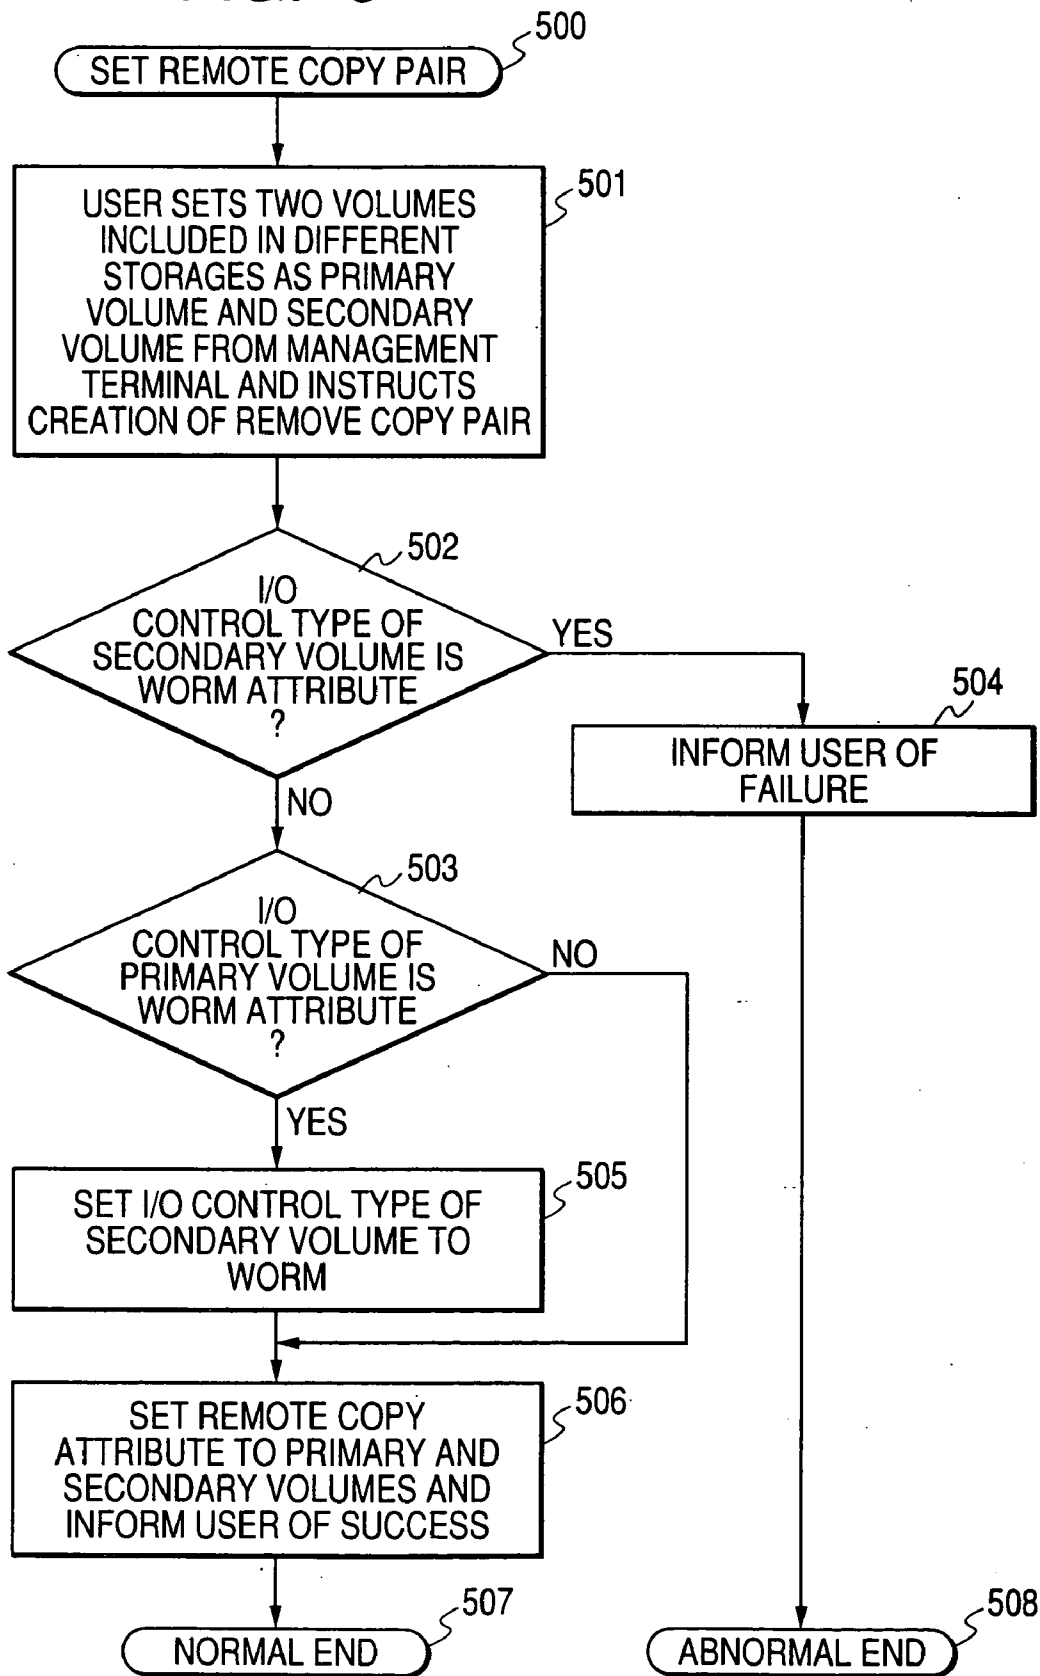 500
SET REMOTE COPY PAIR
501
USER SETS TWO VOLUMES
INCLUDED IN DIFFERENT
STORAGES AS PRIMARY
VOLUME AND SECONDARY
VOLUME FROM MANAGEMENT
TERMINAL AND INSTRUCTS
CREATION OF REMOVE COPY PAIR
502
I/O
CONTROL TYPE OF
SECONDARY VOLUME IS
WORM ATTRIBUTE
?
YES
NO
504
INFORM USER OF
FAILURE
503
I/O
CONTROL TYPE OF
PRIMARY VOLUME IS
WORM ATTRIBUTE
?
NO
YES
505
SET I/O CONTROL TYPE OF
SECONDARY VOLUME TO
WORM
506
SET REMOTE COPY
ATTRIBUTE TO PRIMARY AND
SECONDARY VOLUMES AND
INFORM USER OF SUCCESS
507
NORMAL END
508
ABNORMAL END